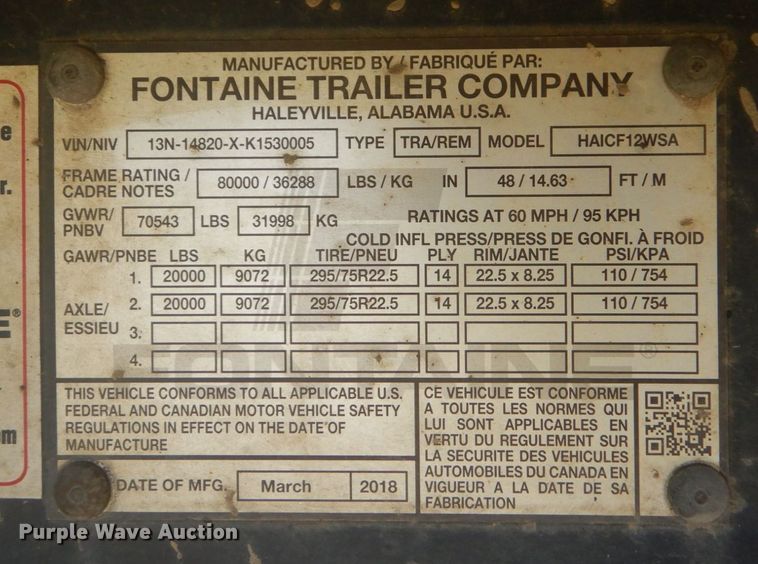 MANUFACTURED BY / FABRIQUÉ PAR:
FONTAINE TRAILER COMPANY
HALEYVILLE, ALABAMA U.S.A.
VIN/NIV 13N-14820-X-K1530005 TYPE TRA/REM MODEL HAICF12WSA
FRAME RATING / CADRE NOTES 80000 / 36288 LBS / KG IN 48 / 14.63 FT / M
GVWR/ PNBV 70543 LBS 31998 KG RATINGS AT 60 MPH / 95 KPH
COLD INFL PRESS/PRESS DE GONFI. À FROID
GAWR/PNBE LBS KG TIRE/PNEU PLY RIM/JANTE PSI/KPA
1. 20000 9072 295/75R22.5 14 22.5 x 8.25 110 / 754
AXLE/ ESSIEU
2. 20000 9072 295/75R22.5 14 22.5 x 8.25 110 / 754
3.
4.
FONTAINE®
THIS VEHICLE CONFORMS TO ALL APPLICABLE U.S.
FEDERAL AND CANADIAN MOTOR VEHICLE SAFETY
REGULATIONS IN EFFECT ON THE DATE OF
MANUFACTURE
CE VEHICULE EST CONFORME
A TOUTES LES NORMES QUI
LUI SONT APPLICABLES EN
VERTU DU REGULEMENT SUR
LA SECURITE DES VEHICULES
AUTOMOBILES DU CANADA EN
VIGUEUR A LA DATE DE SA
FABRICATION
DATE OF MFG. March 2018
e
r.
E®
m
Purple Wave Auction